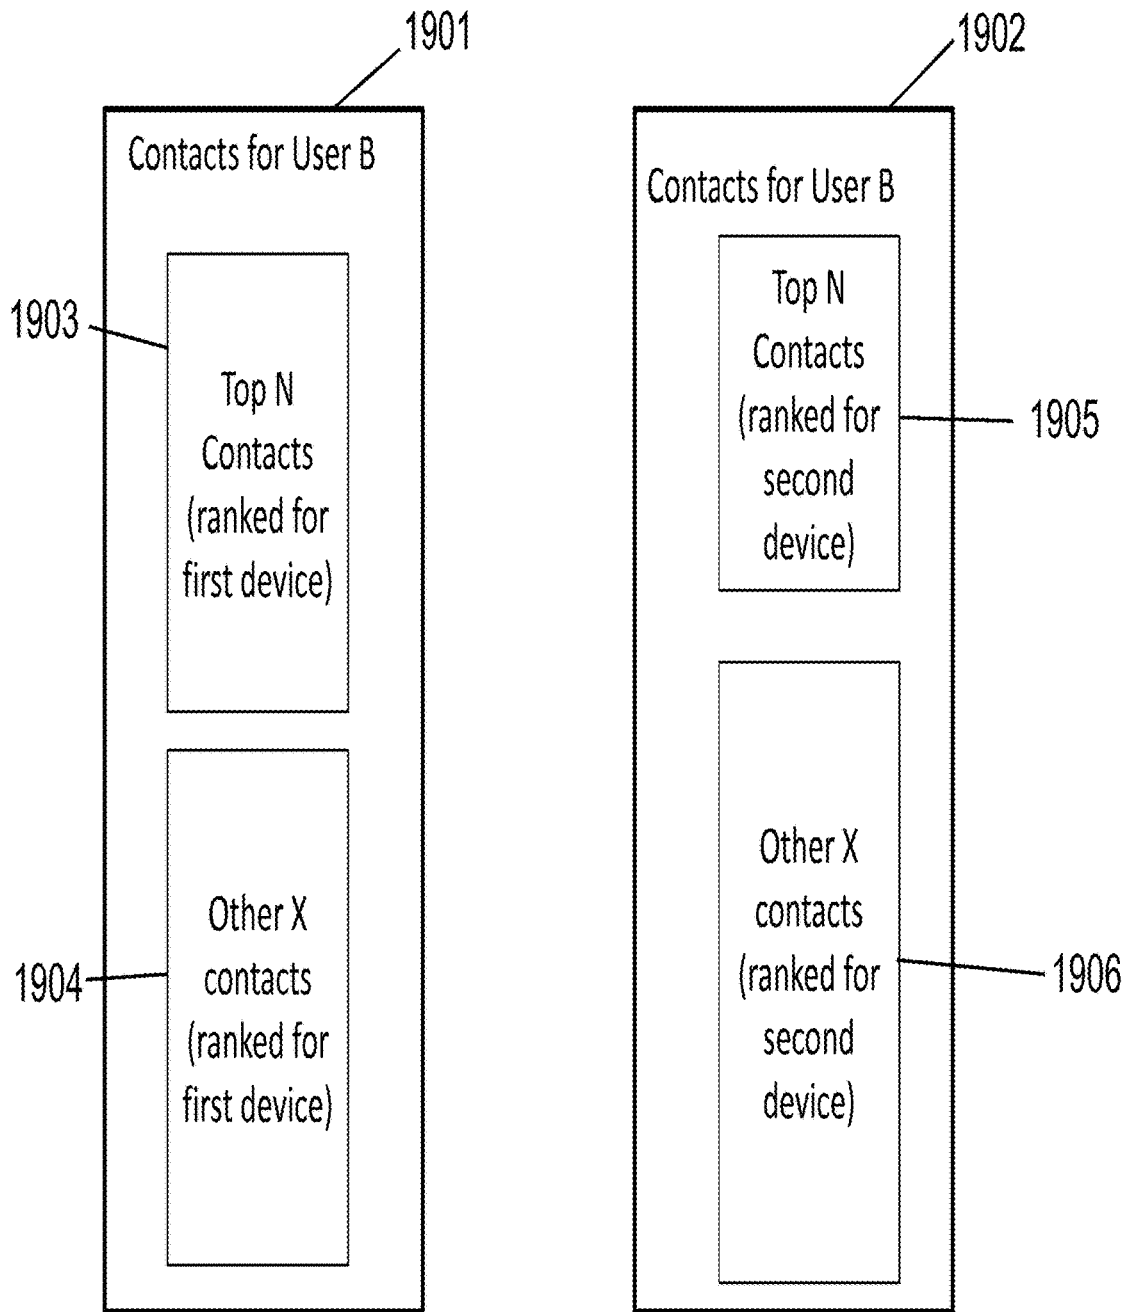 1901
Contacts for User B
1903
Top N
Contacts
(ranked for
first device)
1904
Other X
contacts
(ranked for
first device)
1902
Contacts for User B
Top N
Contacts
(ranked for
second
device)
1905
Other X
contacts
(ranked for
second
device)
1906